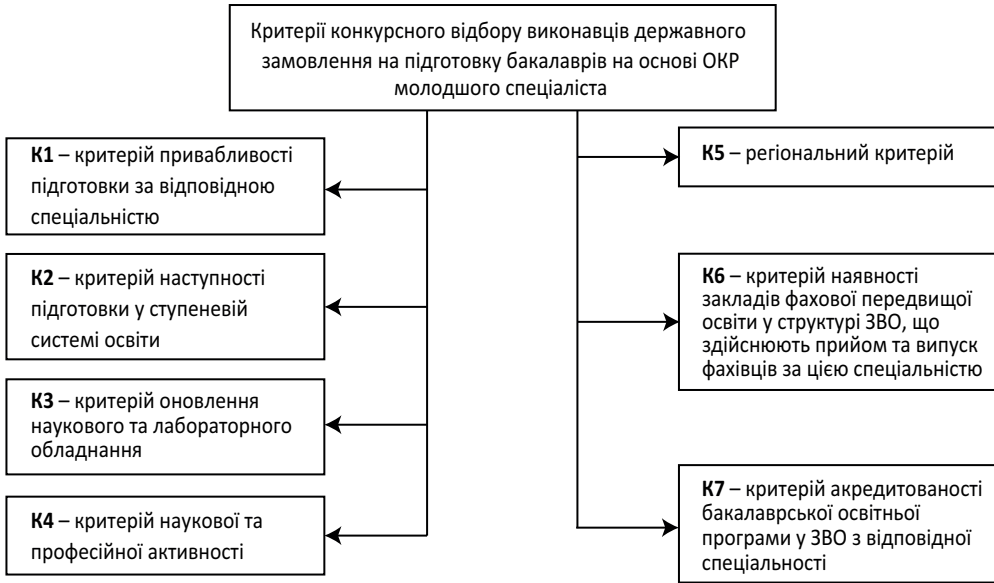 Критерії конкурсного відбору виконавців державного
замовлення на підготовку бакалаврів на основі ОКР
молодшого спеціаліста
К1 – критерій привабливості
підготовки за відповідною
спеціальністю
К2 – критерій наступності
підготовки у ступеневій
системі освіти
К3 – критерій оновлення
наукового та лабораторного
обладнання
К4 – критерій наукової та
професійної активності
К5 – регіональний критерій
К6 – критерій наявності
закладів фахової передвищої
освіти у структурі ЗВО, що
здійснюють прийом та випуск
фахівців за цією спеціальністю
К7 – критерій акредитованості
бакалаврської освітньої
програми у ЗВО з відповідної
спеціальності